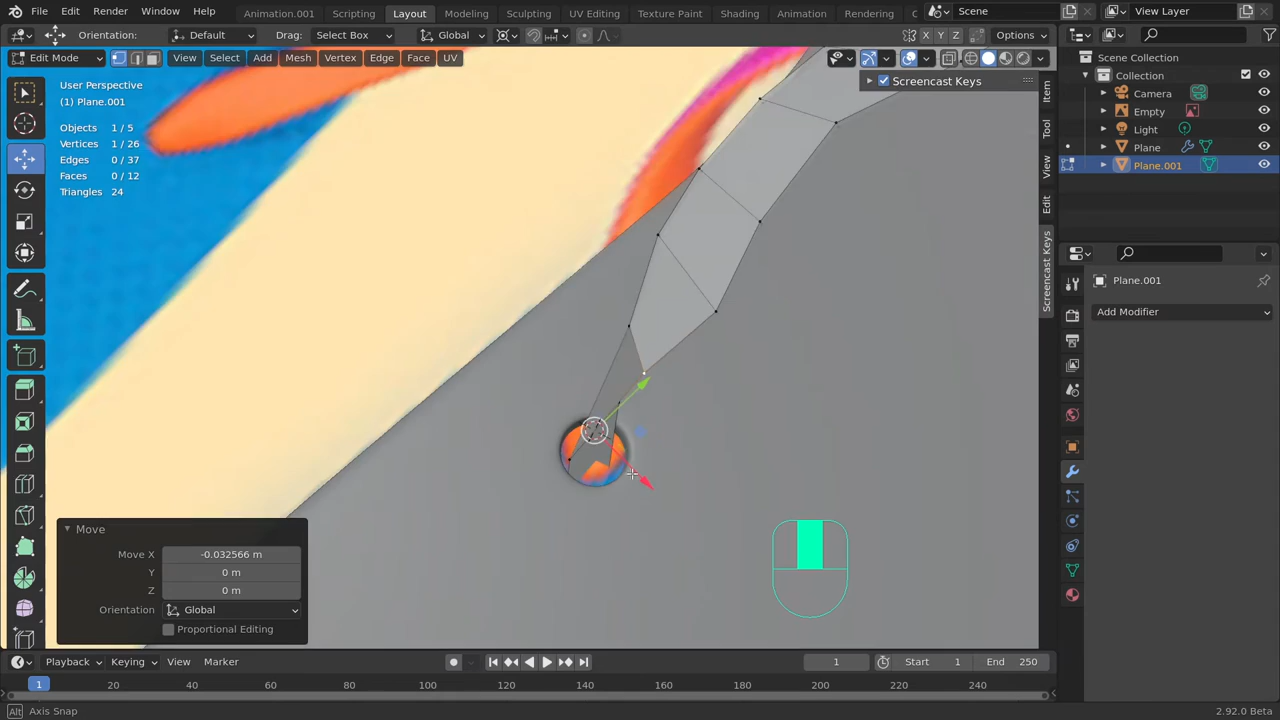 File Edit Render Window Help Animation.001 Scripting Layout Modeling Sculpting UV Editing Texture Paint Shading Animation Rendering Scene View Layer
Orientation: Default Drag: Select Box Global X Y Z Options
Edit Mode View Select Add Mesh Vertex Edge Face UV
User Perspective
(1) Plane.001
Objects 1 / 5
Vertices 1 / 26
Edges 0 / 37
Faces 0 / 12
Triangles 24
Screencast Keys
Item
Tool
View
Edit
Screencast Keys
Scene Collection
Collection
Camera
Empty
Light
Plane
Plane.001
Plane.001
Add Modifier
Move
Move X -0.032566 m
Y 0 m
Z 0 m
Orientation Global
Proportional Editing
Playback Keying View Marker 1 Start 1 End 250
1 20 40 60 80 100 120 140 160 180 200 220 240
Alt Axis Snap 2.92.0 Beta